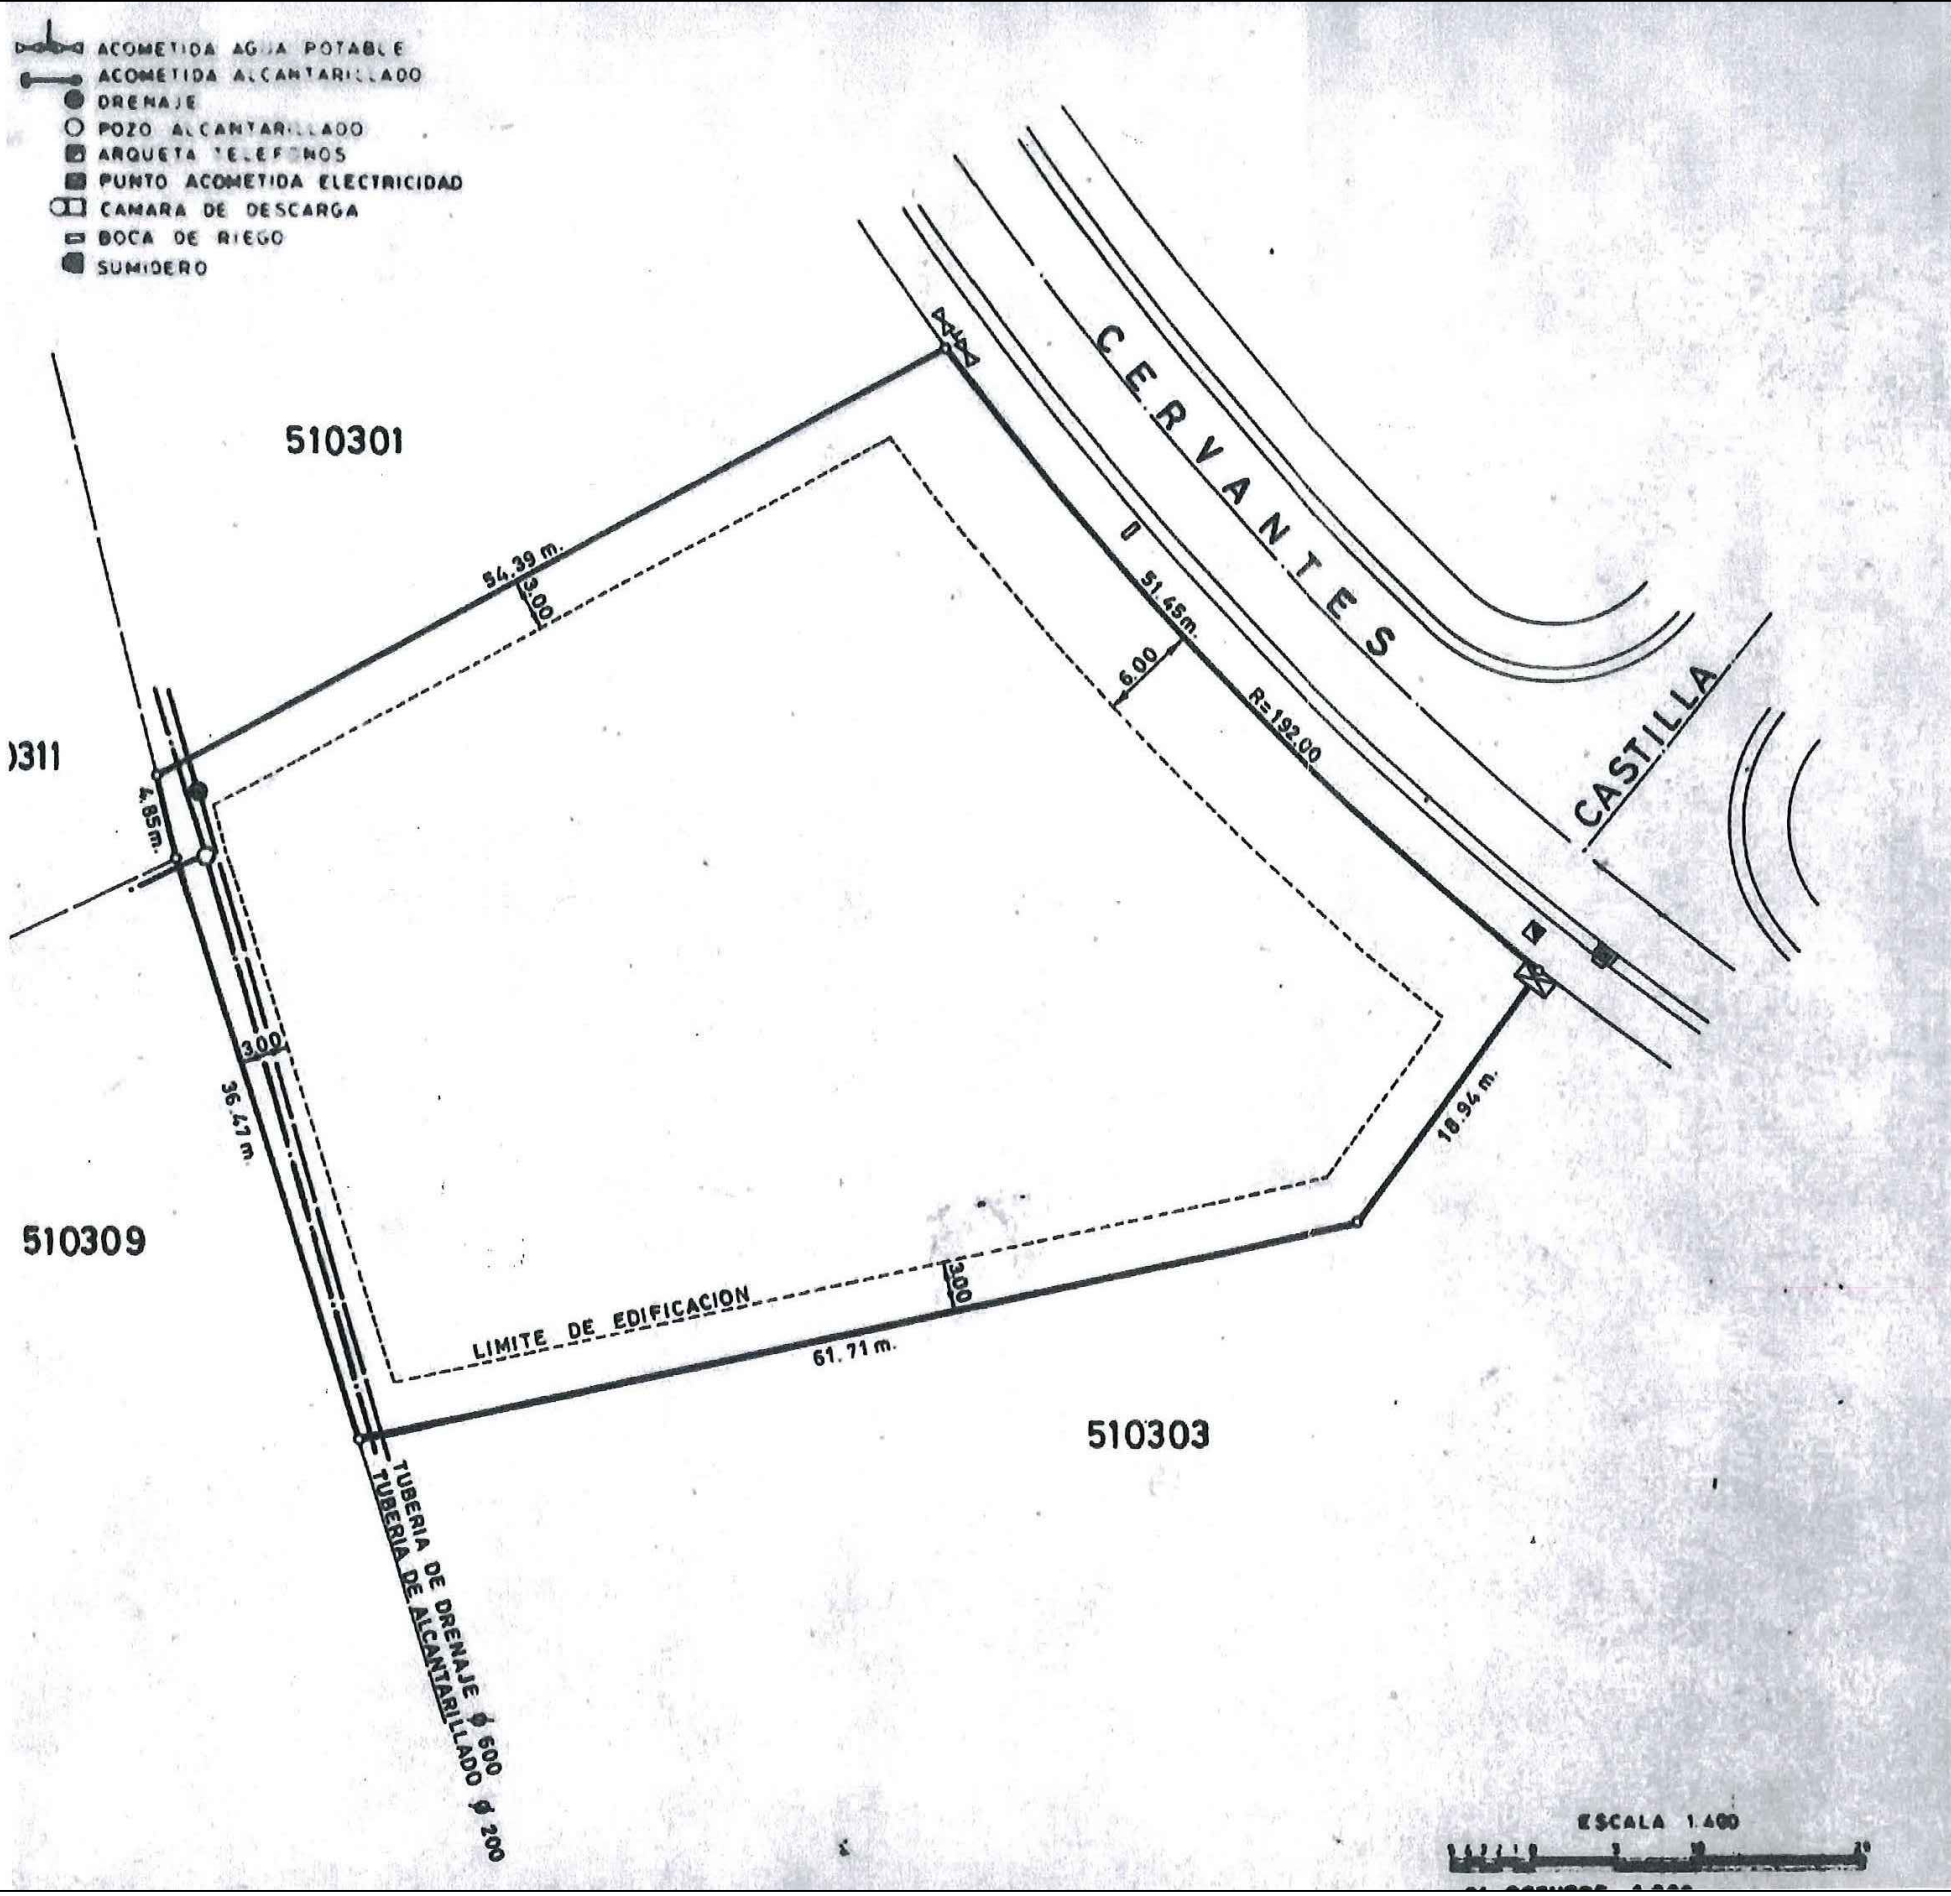 ACOMETIDA AGUA POTABLE
ACOMETIDA ALCANTARILLADO
DRENAJE
POZO ALCANTARILLADO
ARQUETA TELEFONOS
PUNTO ACOMETIDA ELECTRICIDAD
CAMARA DE DESCARGA
BOCA DE RIEGO
SUMIDERO
CERVANTES
510301
54.39 m.
3.00
51.45m.
6.00
R=192.00
CASTILLA
0311
4.85m.
3.00
36.47 m.
18.94 m.
510309
LIMITE DE EDIFICACION
3.00
61.71 m.
510303
TUBERIA DE DRENAJE Ø 600
TUBERIA DE ALCANTARILLADO Ø 200
ESCALA 1.400